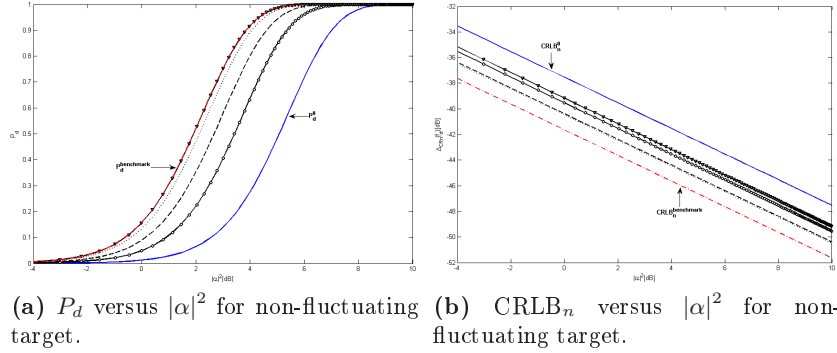 1
0.9
0.8
0.7
0.6
0.5
0.4
0.3
0.2
0.1
0
P_d
P_d^benchmark
P_d^0
-4 -2 0 2 4 6 8 10
|α|²[dB]
-32
-34
-36
-38
-40
-42
-44
-46
-48
-50
-52
CRLB_n^0
CRLB_n^benchmark
-4 -2 0 2 4 6 8 10
|α|²[dB]
(a) P_d versus |α|² for non-fluctuating
target.
(b) CRLB_n versus |α|² for non-
fluctuating target.